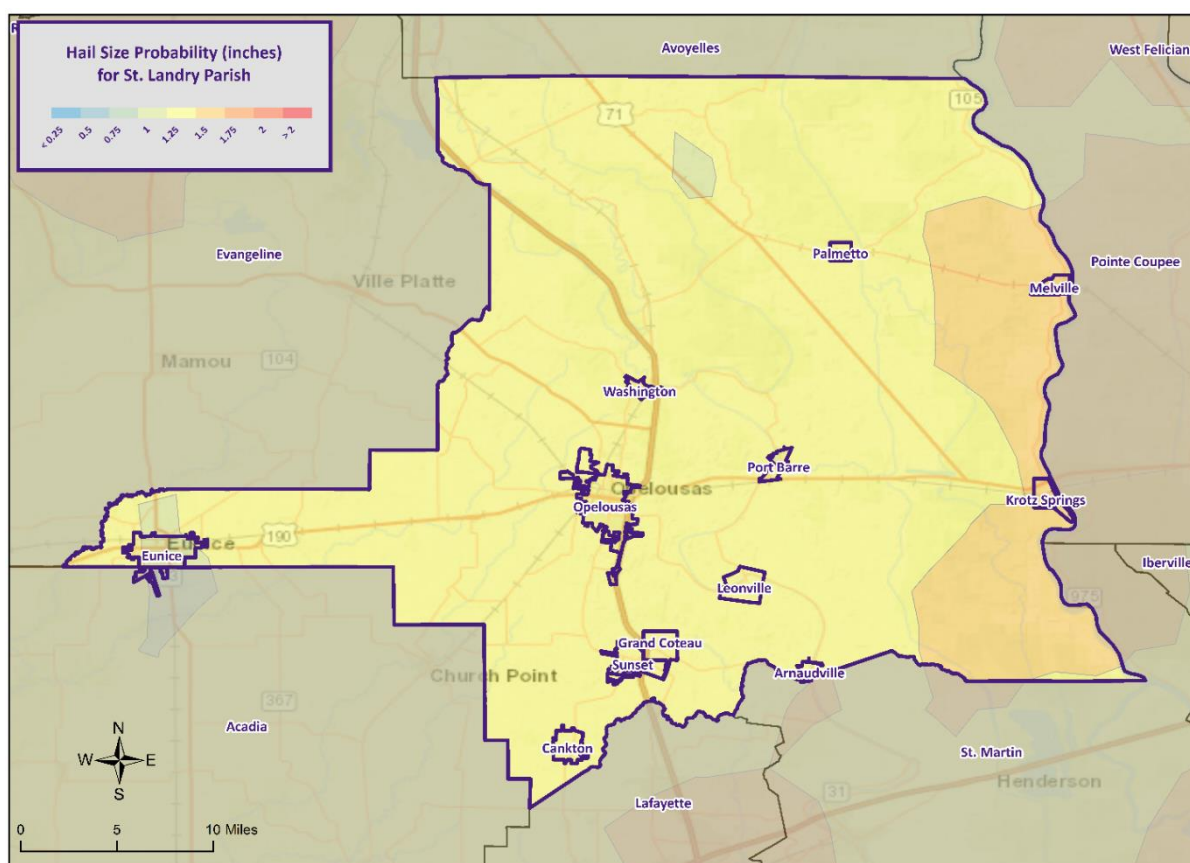 Hail Size Probability (inches)
for St. Landry Parish
< 0.25
0.5
0.75
1
1.25
1.5
1.75
2
> 2
Avoyelles
West Felician
105
71
Evangeline
Ville Platte
Palmetto
Pointe Coupee
Melville
Mamou
104
Washington
Port Barre
Opelousas
Opelousas
Krotz Springs
190
Eunice
Eunice
Iberville
Leonville
975
Grand Coteau
Sunset
Church Point
Arnaudville
367
Acadia
Cankton
St. Martin
Henderson
31
Lafayette
N
W E
S
0 5 10 Miles